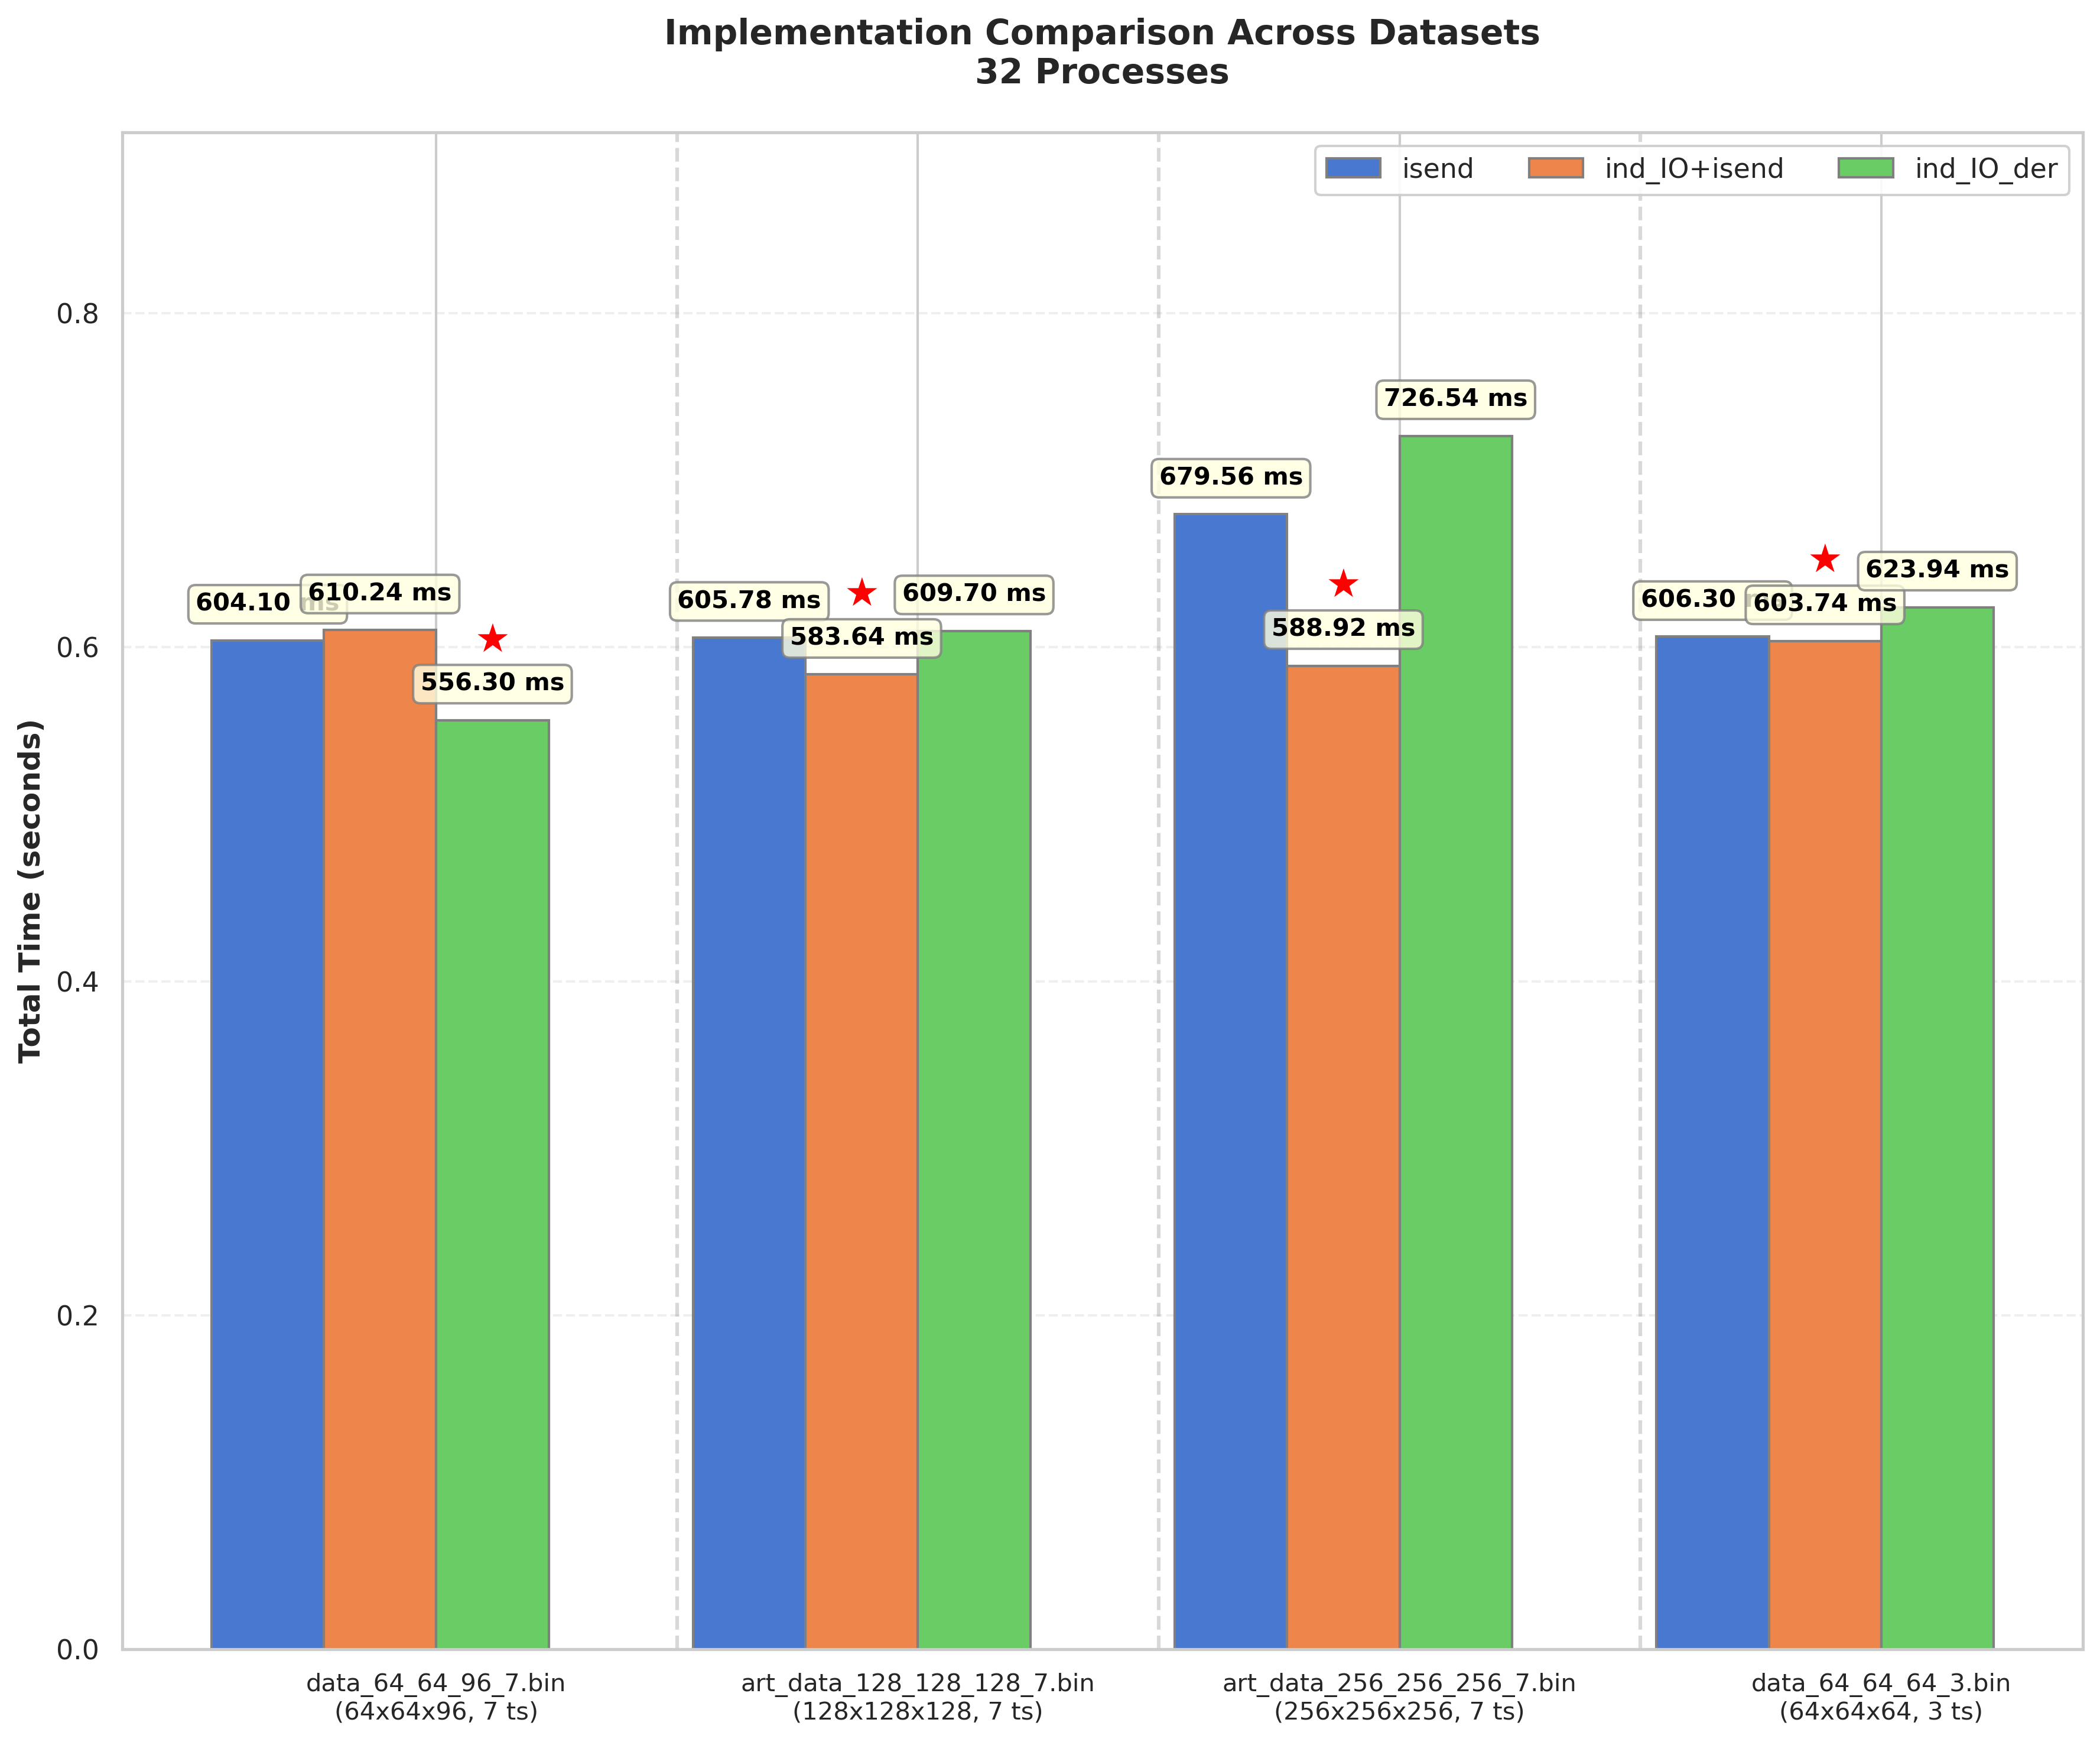 Implementation Comparison Across Datasets
32 Processes
isend
ind_IO+isend
ind_IO_der
Total Time (seconds)
0.8
0.6
0.4
0.2
0.0
604.10 ms
610.24 ms
556.30 ms
605.78 ms
583.64 ms
609.70 ms
679.56 ms
588.92 ms
726.54 ms
606.30
603.74 ms
623.94 ms
data_64_64_96_7.bin
(64x64x96, 7 ts)
art_data_128_128_128_7.bin
(128x128x128, 7 ts)
art_data_256_256_256_7.bin
(256x256x256, 7 ts)
data_64_64_64_3.bin
(64x64x64, 3 ts)